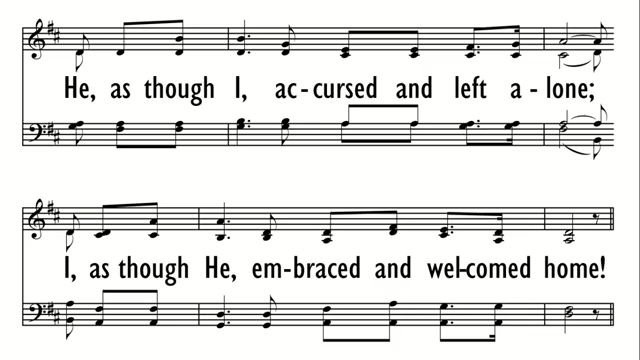 He, as though I, ac-cursed and left a-lone;
I, as though He, em-braced and wel-comed home!